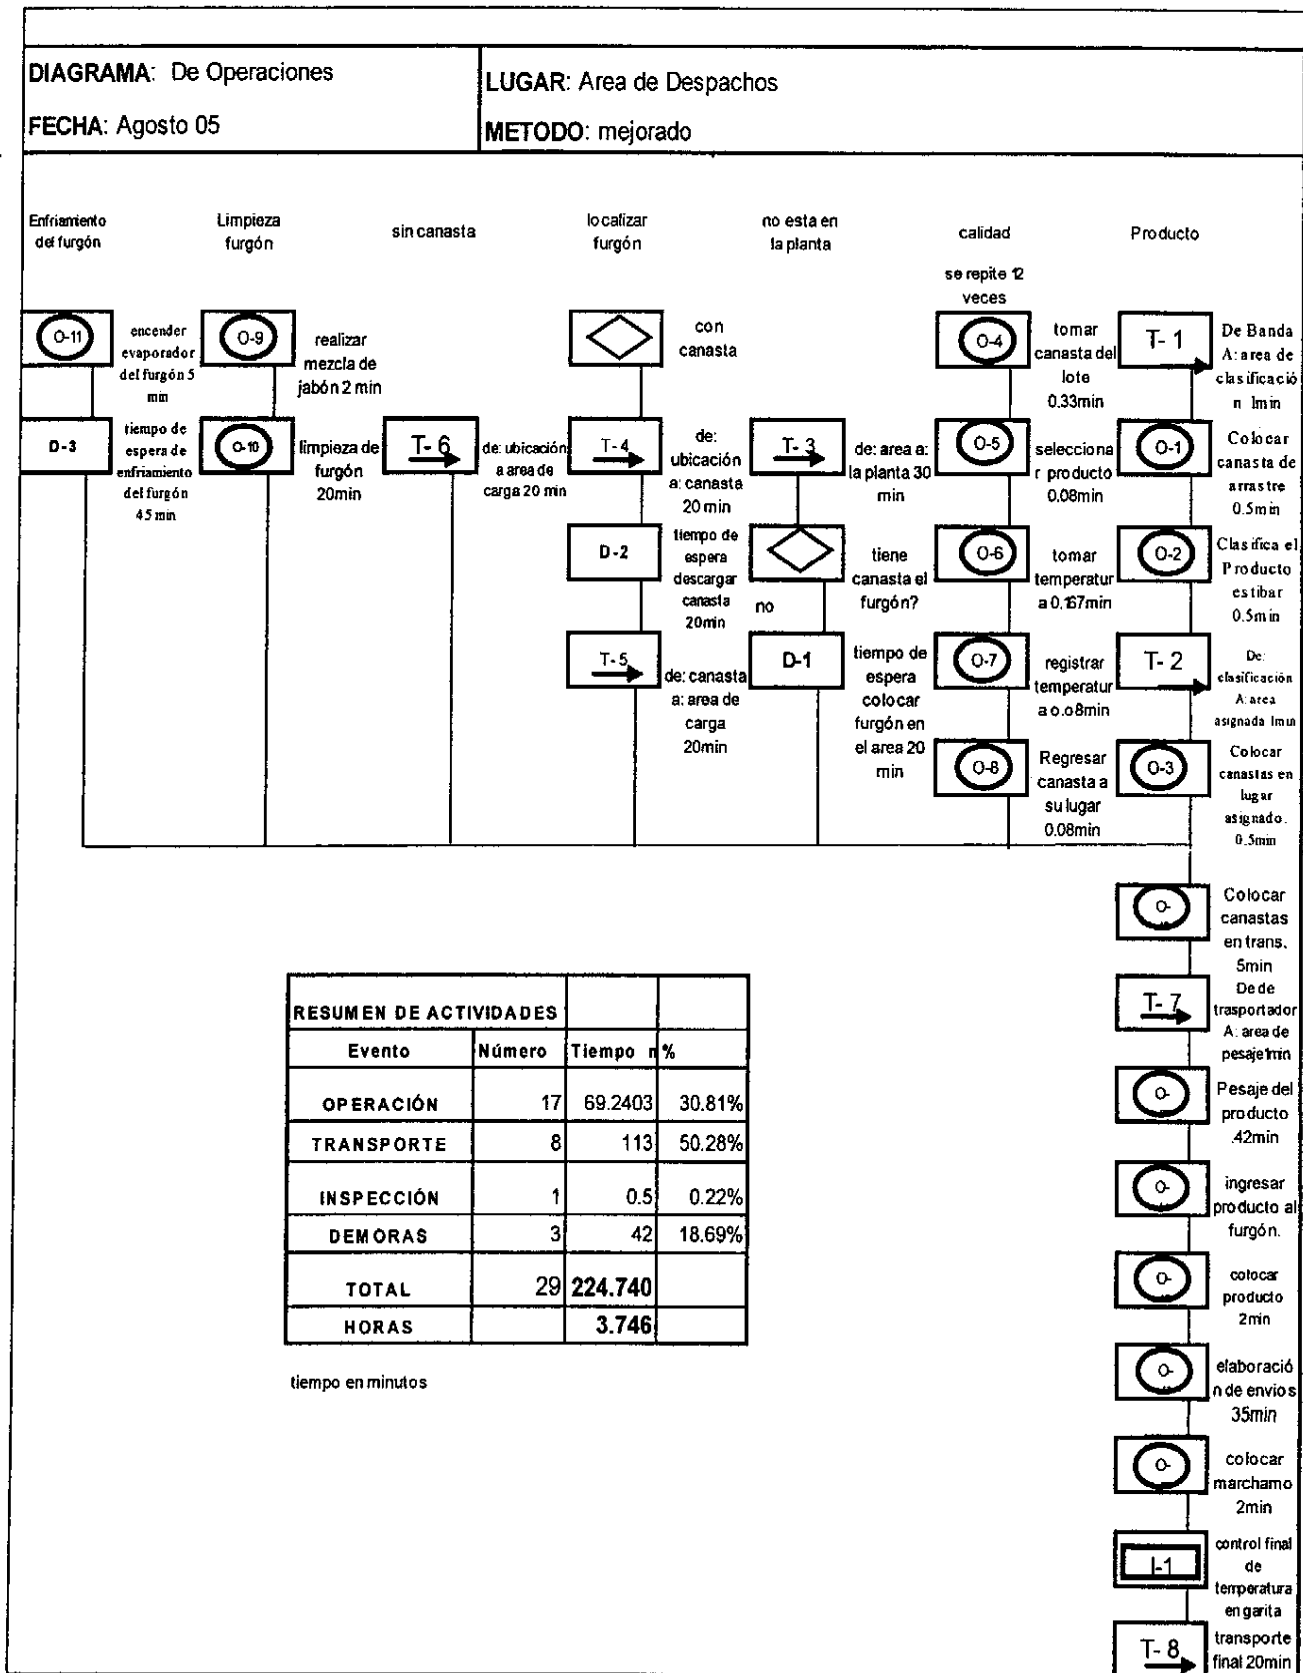 DIAGRAMA: De Operaciones
FECHA: Agosto 05
LUGAR: Area de Despachos
METODO: mejorado
Enfriamiento
del furgón
Limpieza
furgón
sin canasta
localizar
furgón
no esta en
la planta
calidad
Producto
se repite 12
veces
O-11
encender
evaporador
del furgón 5
min
D-3
tiempo de
espera de
enfriamiento
del furgón
45 min
O-9
realizar
mezcla de
jabón 2 min
O-10
limpieza de
furgón
20min
T-6
de: ubicación
a area de
carga 20 min
con
canasta
T-4
de:
ubicación
a: canasta
20 min
D-2
tiempo de
espera
descargar
canasta
20min
T-5
de: canasta
a: area de
carga
20min
T-3
de: area a:
la planta 30
min
tiene
canasta el
furgón?
no
D-1
tiempo de
espera
colocar
furgón en
el area 20
min
O-4
tomar
canasta del
lote
0.33min
O-5
selecciona
r producto
0.08min
O-6
tomar
temperatur
a 0.167min
O-7
registrar
temperatur
a o.o8min
O-8
Regresar
canasta a
su lugar
0.08min
T-1
De Banda
A: area de
clasificació
n 1min
O-1
Colocar
canasta de
arrastre
0.5min
O-2
Clasifica el
Producto
estibar
0.5min
T-2
De:
clasificación
A: area
asignada 1min
O-3
Colocar
canastas en
lugar
asignado.
0.5min
O-
Colocar
canastas
en trans.
5min
T-7
De de
trasportador
A: area de
pesaje1min
O-
Pesaje del
producto
.42min
O-
ingresar
producto al
furgón.
O-
colocar
producto
2min
O-
elaboració
n de envios
35min
O-
colocar
marchamo
2min
I-1
control final
de
temperatura
en garita
T-8
transporte
final 20min
RESUMEN DE ACTIVIDADES
Evento Número Tiempo %
OPERACIÓN 17 69.2403 30.81%
TRANSPORTE 8 113 50.28%
INSPECCIÓN 1 0.5 0.22%
DEMORAS 3 42 18.69%
TOTAL 29 224.740
HORAS 3.746
tiempo en minutos